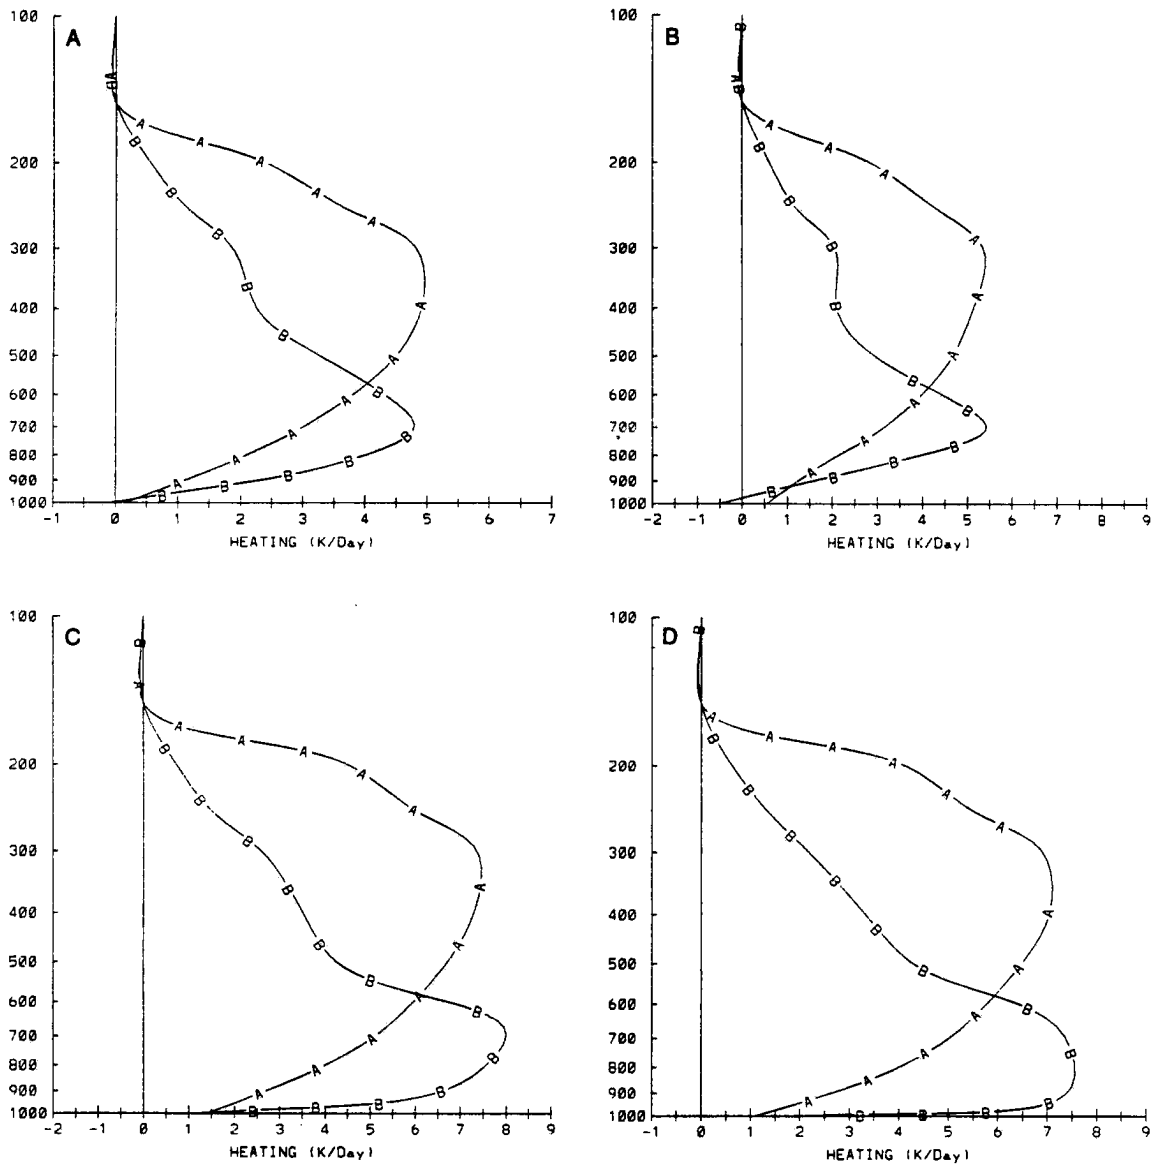 A
100
200
300
400
500
600
700
800
900
1000
-1 0 1 2 3 4 5 6 7
HEATING (K/Day)
A A A A A A A A A A A A
B B B B B B B B B B B B B
B
100
200
300
400
500
600
700
800
900
1000
-2 -1 0 1 2 3 4 5 6 7 8 9
HEATING (K/Day)
A A A A A A A A A A
B B B B B B B B B B B B
C
100
200
300
400
500
600
700
800
900
1000
-2 -1 0 1 2 3 4 5 6 7 8 9
HEATING (K/Day)
A A A A A A A A A A A A
B B B B B B B B B B B B B
D
100
200
300
400
500
600
700
800
900
1000
-1 0 1 2 3 4 5 6 7 8 9
HEATING (K/Day)
A A A A A A A A A A A A
B B B B B B B B B B B B B